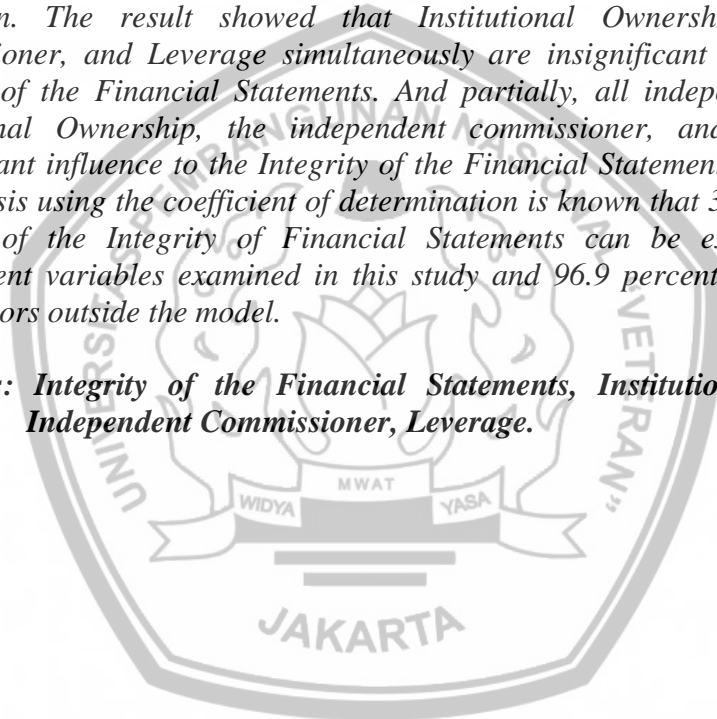 n. The result showed that Institutional Ownersh
ioner, and Leverage simultaneously are insignificant
of the Financial Statements. And partially, all indepe
nal Ownership, the independent commissioner, and
ant influence to the Integrity of the Financial Statemen
sis using the coefficient of determination is known that 3
of the Integrity of Financial Statements can be e
ent variables examined in this study and 96.9 percent
ors outside the model.
: Integrity of the Financial Statements, Institutio
Independent Commissioner, Leverage.
UNIVERSITAS PEMBANGUNAN NASIONAL "VETERAN"
MWAT
WIDYA YASA
JAKARTA